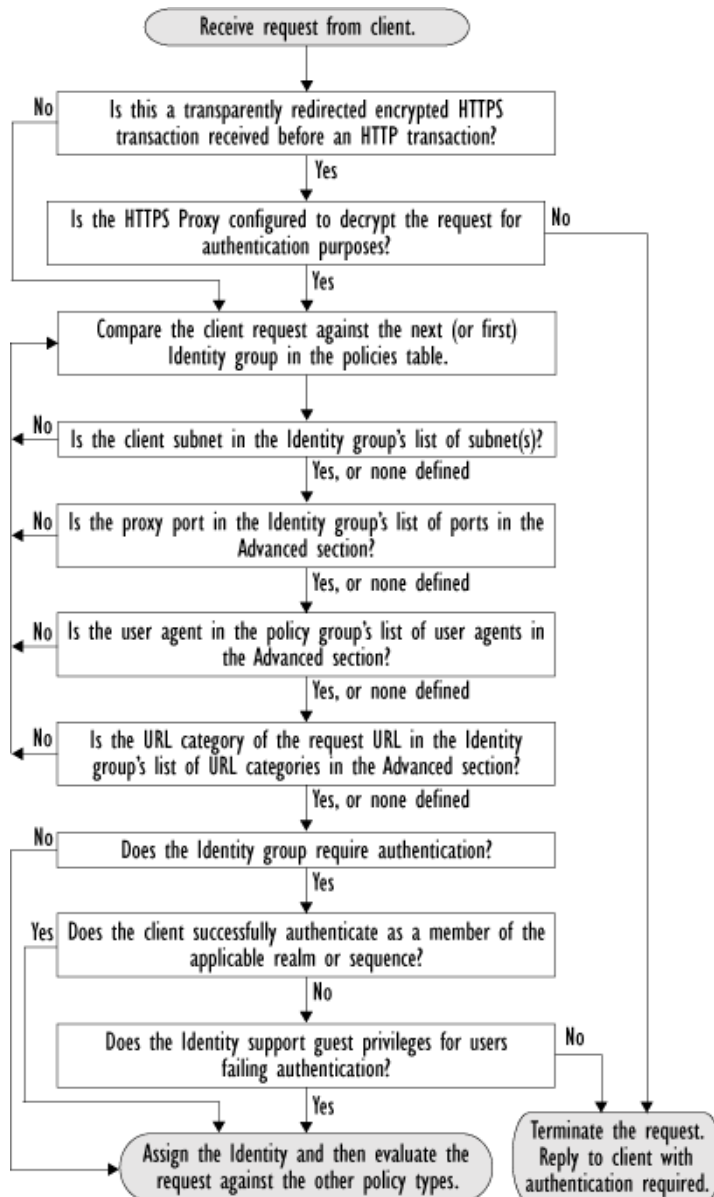 Receive request from client.
No
Is this a transparently redirected encrypted HTTPS
transaction received before an HTTP transaction?
Yes
Is the HTTPS Proxy configured to decrypt the request for
authentication purposes?
No
Yes
Compare the client request against the next (or first)
Identity group in the policies table.
No
Is the client subnet in the Identity group's list of subnet(s)?
Yes, or none defined
No
Is the proxy port in the Identity group's list of ports in the
Advanced section?
Yes, or none defined
No
Is the user agent in the policy group's list of user agents in
the Advanced section?
Yes, or none defined
No
Is the URL category of the request URL in the Identity
group's list of URL categories in the Advanced section?
Yes, or none defined
No
Does the Identity group require authentication?
Yes
Yes
Does the client successfully authenticate as a member of the
applicable realm or sequence?
No
Does the Identity support guest privileges for users
failing authentication?
No
Yes
Assign the Identity and then evaluate the
request against the other policy types.
Terminate the request.
Reply to client with
authentication required.